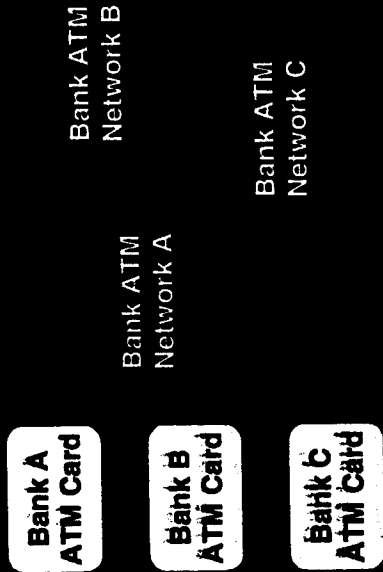 Bank A
ATM Card
Bank B
ATM Card
Bank C
ATM Card
Bank ATM
Network A
Bank ATM
Network B
Bank ATM
Network C